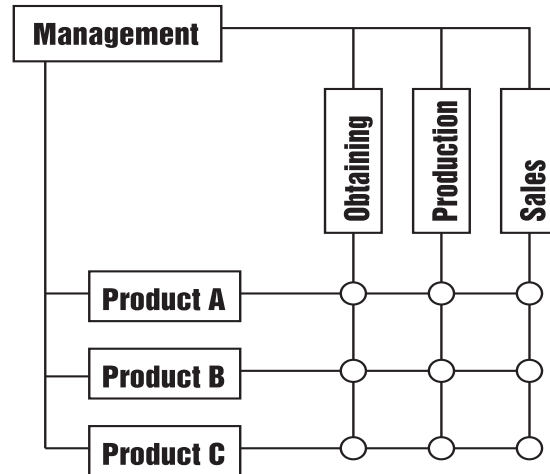 Management
Obtaining
Production
Sales
Product A
Product B
Product C